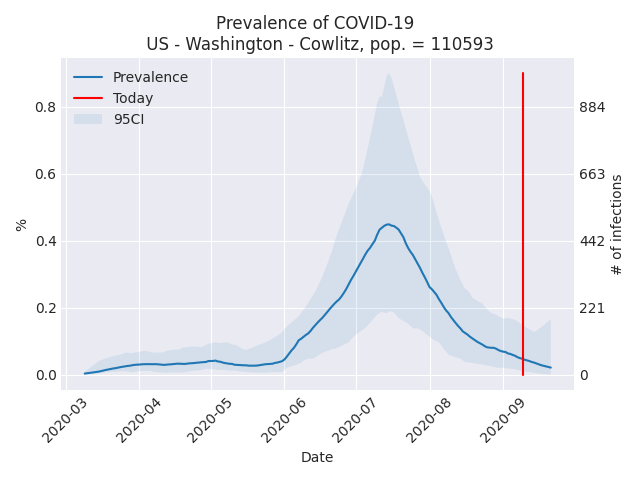 Prevalence of COVID-19
US - Washington - Cowlitz, pop. = 110593
Prevalence
Today
95CI
0.8
0.6
0.4
0.2
0.0
%
884
663
442
221
0
# of infections
2020-03
2020-04
2020-05
2020-06
2020-07
2020-08
2020-09
Date